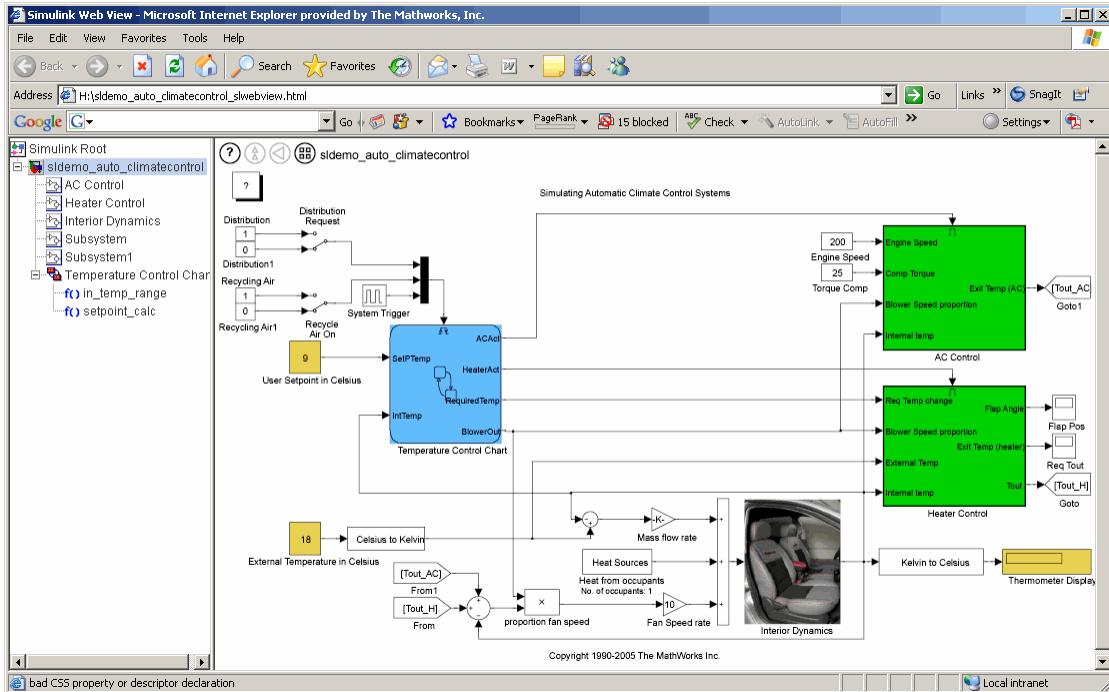 Simulink Web View - Microsoft Internet Explorer provided by The Mathworks, Inc.
File Edit View Favorites Tools Help
Back Search Favorites
Address H:\sldemo_auto_climatecontrol_slwebview.html Go Links » SnagIt
Google G Go Bookmarks PageRank 15 blocked ABC Check AutoLink AutoFill » Settings
Simulink Root
sldemo_auto_climatecontrol
AC Control
Heater Control
Interior Dynamics
Subsystem
Subsystem1
Temperature Control Char
f() in_temp_range
f() setpoint_calc
? sldemo_auto_climatecontrol
?
Simulating Automatic Climate Control Systems
Distribution
Distribution
Request
1
0
Distribution1
Recycling Air
1
0
Recycling Air1
Recycle
Air On
System Trigger
9
User Setpoint in Celsius
SetPTemp
IntTemp
ACAct
HeaterAct
RequiredTemp
BlowerOut
Temperature Control Chart
200
Engine Speed
25
Torque Comp
Engine Speed
Comp Torque
Blower Speed proportion
Internal temp
Exit Temp (AC)
AC Control
[Tout_AC
Goto1
Req Temp change
Blower Speed proportion
External Temp
Internal temp
Flap Angle
Exit Temp (heater)
Tout
Heater Control
Flap Pos
Req Tout
[Tout_H]
Goto
18
External Temperature in Celsius
Celsius to Kelvin
-K-
Mass flow rate
Heat Sources
Heat from occupants
No. of occupants: 1
[Tout_AC]
From1
[Tout_H]
From
×
proportion fan speed
10
Fan Speed rate
Interior Dynamics
Kelvin to Celsius
Thermometer Display
Copyright 1990-2005 The MathWorks Inc.
bad CSS property or descriptor declaration
Local intranet